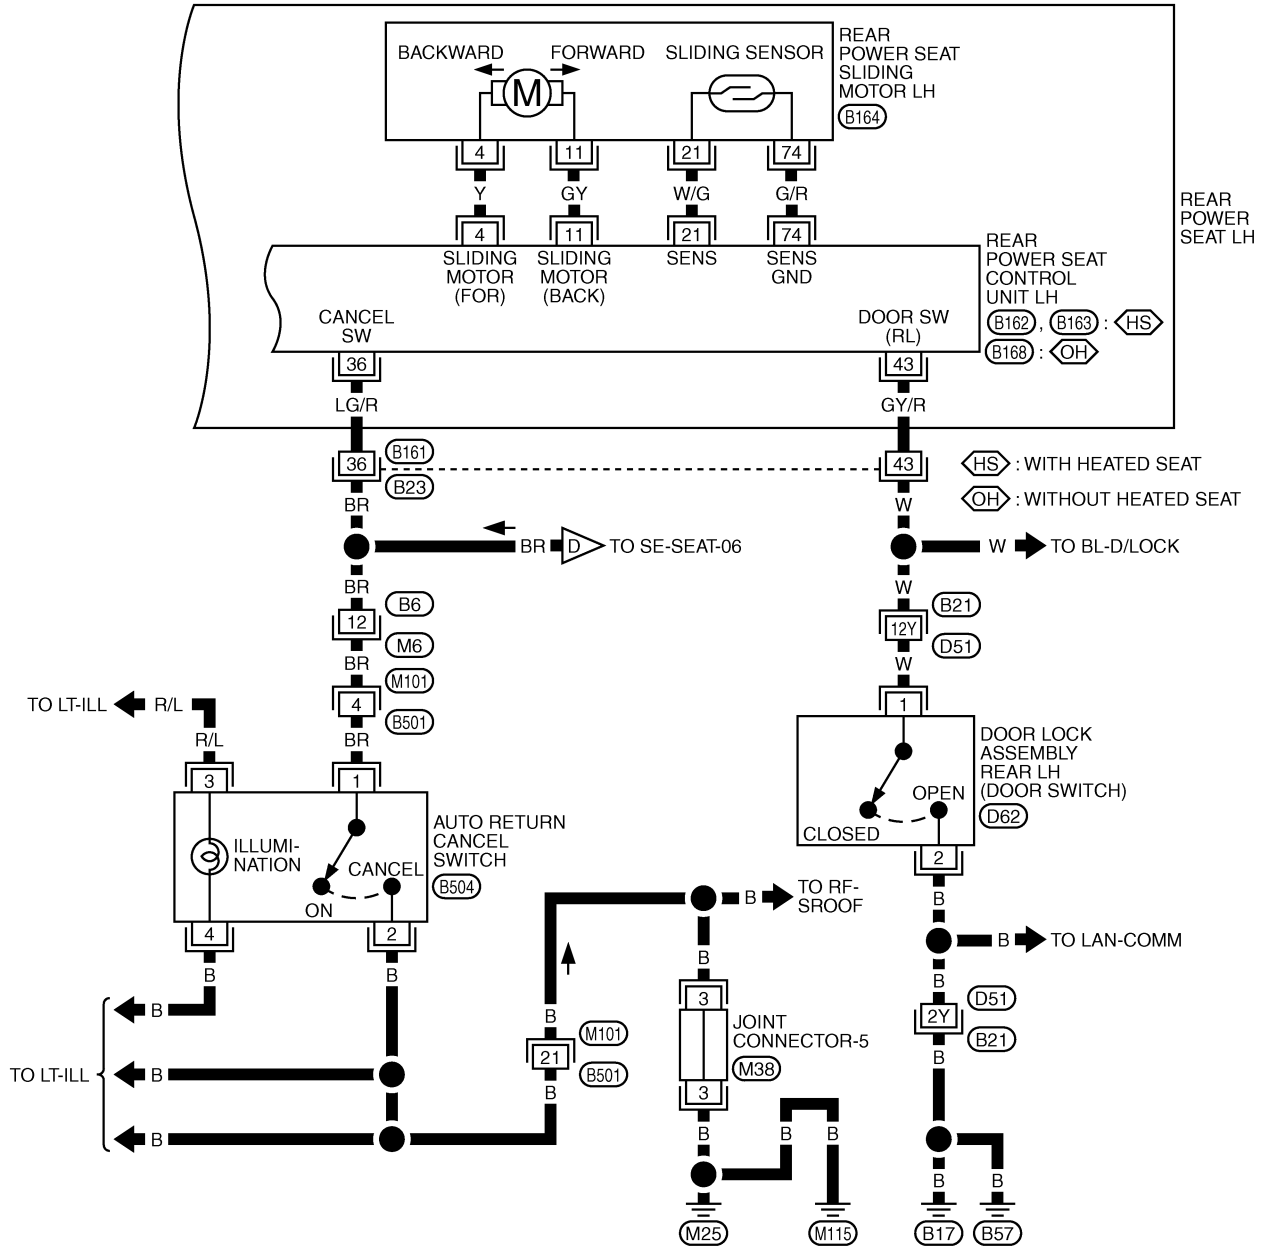 BACKWARD FORWARD SLIDING SENSOR
M
REAR
POWER SEAT
SLIDING
MOTOR LH
B164
4 11 21 74
Y GY W/G G/R
4 11 21 74
SLIDING
MOTOR
(FOR)
SLIDING
MOTOR
(BACK)
SENS
SENS
GND
REAR
POWER
SEAT LH
REAR
POWER SEAT
CONTROL
UNIT LH
B162 , B163 : HS
B168 : OH
CANCEL
SW
DOOR SW
(RL)
36 43
LG/R GY/R
36 B161 43
B23
HS : WITH HEATED SEAT
OH : WITHOUT HEATED SEAT
BR W
BR D TO SE-SEAT-06
W TO BL-D/LOCK
BR W
12 B6
M6
12Y B21
D51
BR W
M101
4
B501
BR
1
TO LT-ILL R/L
R/L
3 1
ILLUMI-
NATION
CANCEL
ON
AUTO RETURN
CANCEL
SWITCH
B504
4 2
B B
DOOR LOCK
ASSEMBLY
REAR LH
(DOOR SWITCH)
D62
OPEN
CLOSED
2
B
B TO RF-
SROOF
B TO LAN-COMM
B B
3
JOINT
CONNECTOR-5
M38
3
D51
2Y
B21
B
B
M101
21
B501
B
TO LT-ILL
B
B
B
B B B
B B
M25 M115 B17 B57